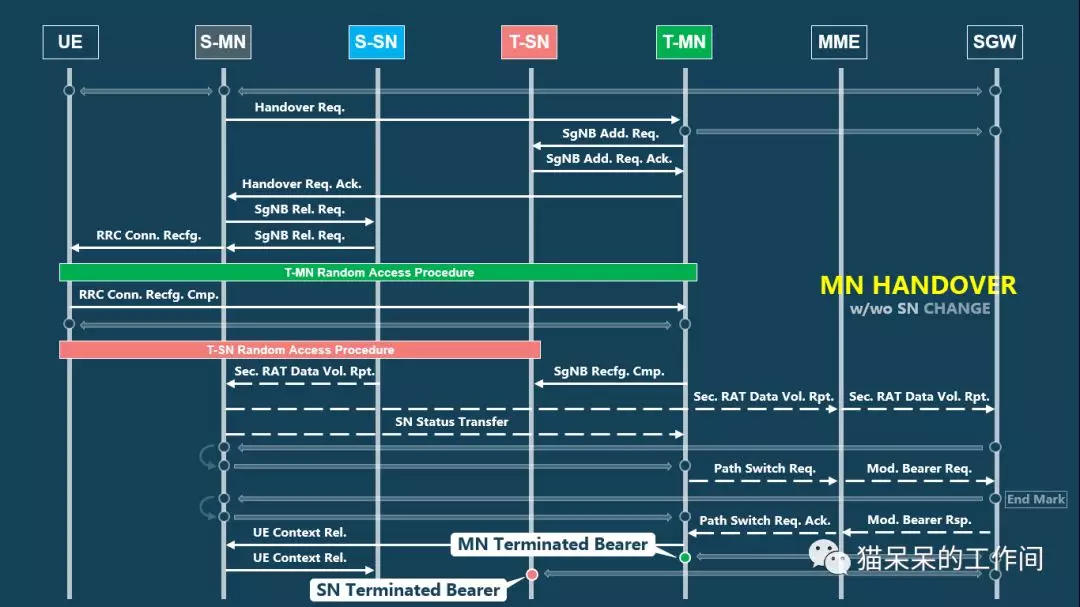 UE S-MN S-SN T-SN T-MN MME SGW
Handover Req.
SgNB Add. Req.
SgNB Add. Req. Ack.
Handover Req. Ack.
SgNB Rel. Req.
RRC Conn. Recfg. SgNB Rel. Req.
T-MN Random Access Procedure
MN HANDOVER
RRC Conn. Recfg. Cmp.
w/wo SN CHANGE
T-SN Random Access Procedure
Sec. RAT Data Vol. Rpt. SgNB Recfg. Cmp.
Sec. RAT Data Vol. Rpt. Sec. RAT Data Vol. Rpt.
SN Status Transfer
Path Switch Req. Mod. Bearer Req.
End Mark
Path Switch Req. Ack. Mod. Bearer Rsp.
UE Context Rel.
MN Terminated Bearer
UE Context Rel.
猫呆呆的工作间
SN Terminated Bearer